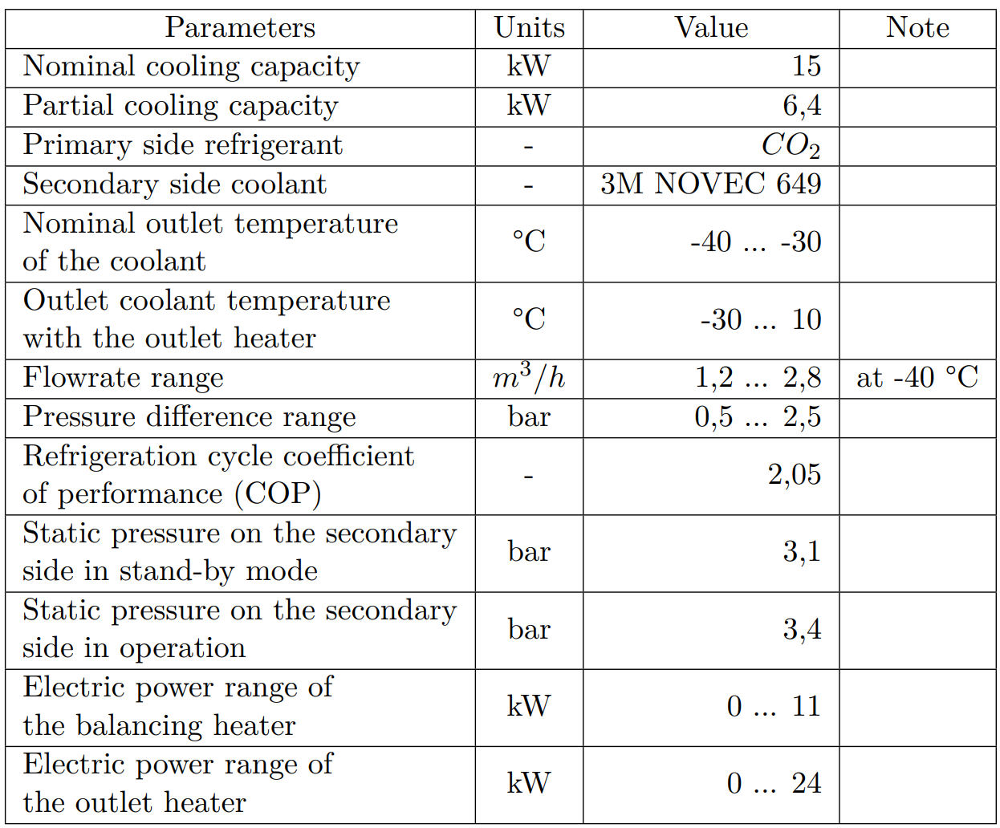 Parameters Units Value Note
Nominal cooling capacity kW 15
Partial cooling capacity kW 6,4
Primary side refrigerant - CO₂
Secondary side coolant - 3M NOVEC 649
Nominal outlet temperature
of the coolant °C -40 ... -30
Outlet coolant temperature
with the outlet heater °C -30 ... 10
Flowrate range m³/h 1,2 ... 2,8 at -40 °C
Pressure difference range bar 0,5 ... 2,5
Refrigeration cycle coefficient
of performance (COP) - 2,05
Static pressure on the secondary
side in stand-by mode bar 3,1
Static pressure on the secondary
side in operation bar 3,4
Electric power range of
the balancing heater kW 0 ... 11
Electric power range of
the outlet heater kW 0 ... 24